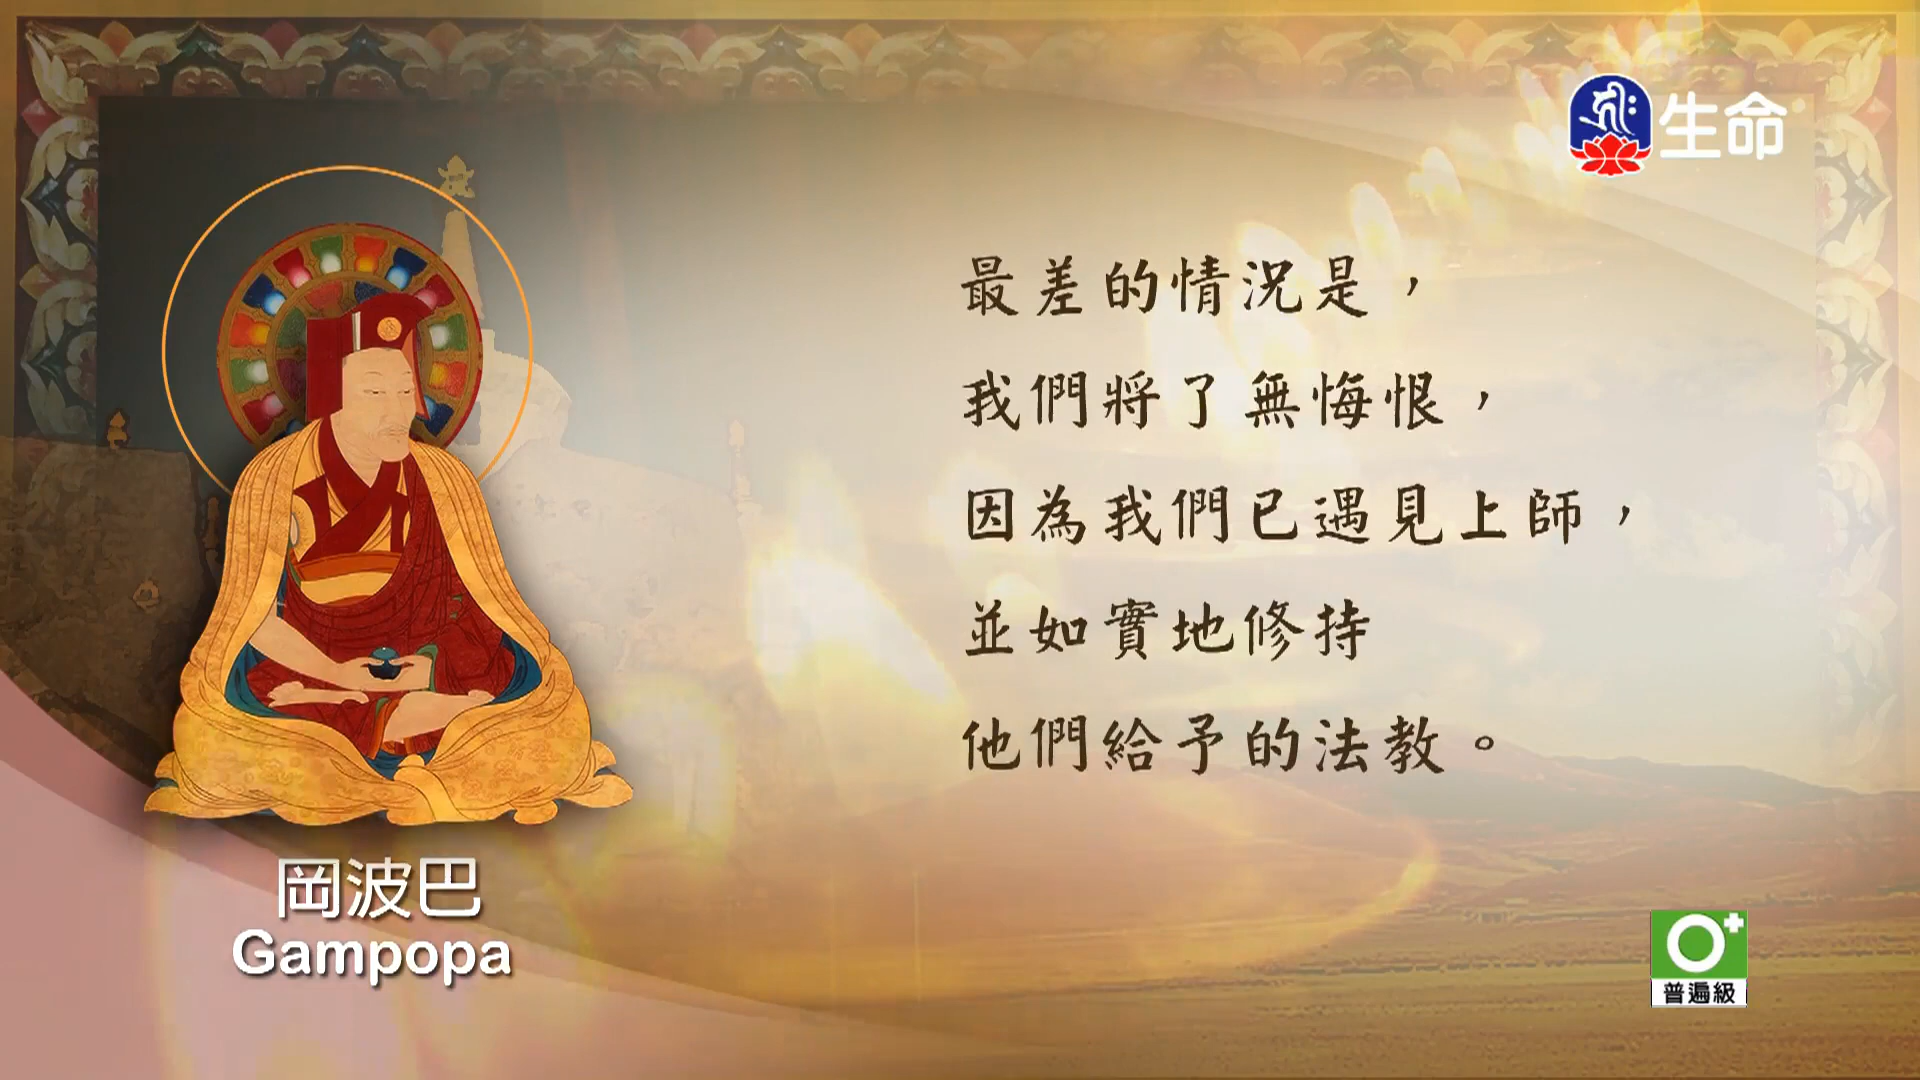 生命
最差的情況是，
我們將了無悔恨，
因為我們已遇見上師，
並如實地修持
他們給予的法教。
岡波巴
Gampopa
0+
普遍級